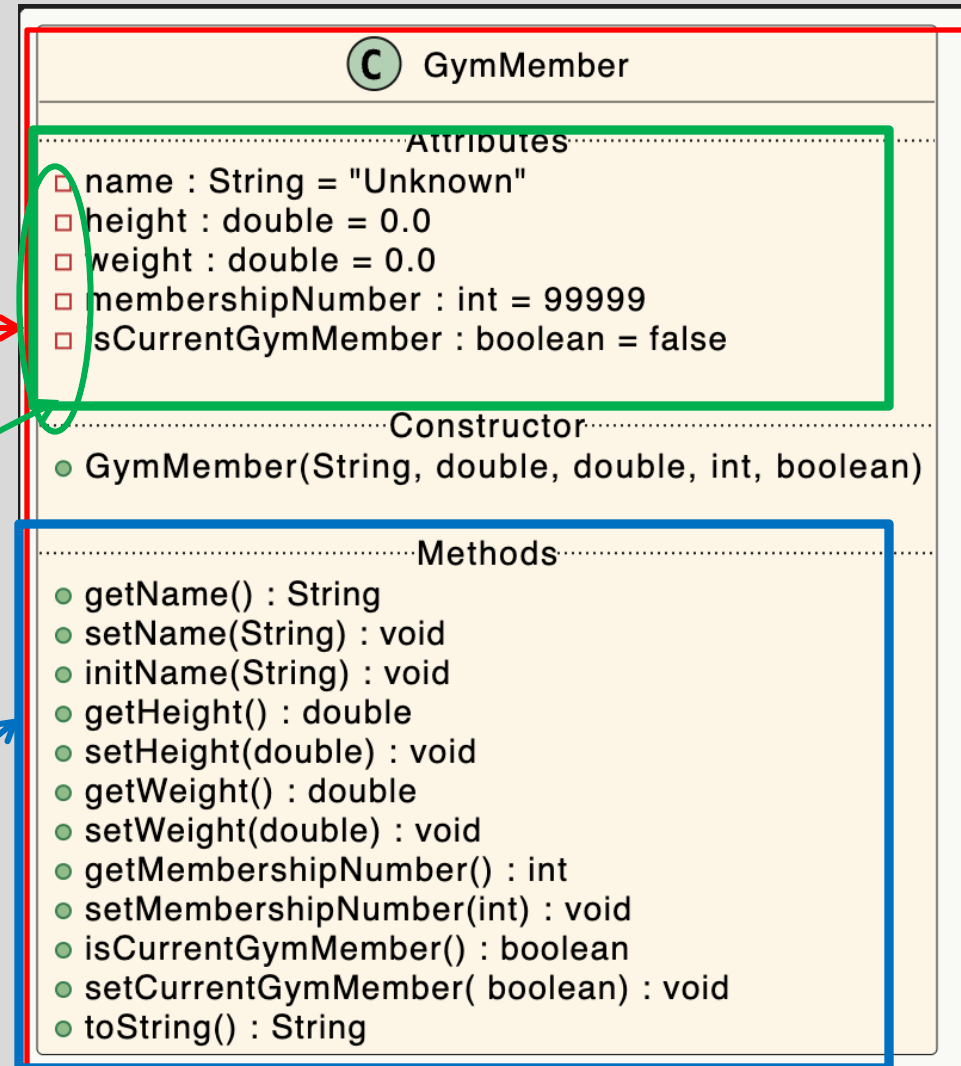 C GymMember
Attributes
name : String = "Unknown"
height : double = 0.0
weight : double = 0.0
membershipNumber : int = 99999
isCurrentGymMember : boolean = false
Constructor
GymMember(String, double, double, int, boolean)
Methods
getName() : String
setName(String) : void
initName(String) : void
getHeight() : double
setHeight(double) : void
getWeight() : double
setWeight(double) : void
getMembershipNumber() : int
setMembershipNumber(int) : void
isCurrentGymMember() : boolean
setCurrentGymMember( boolean) : void
toString() : String